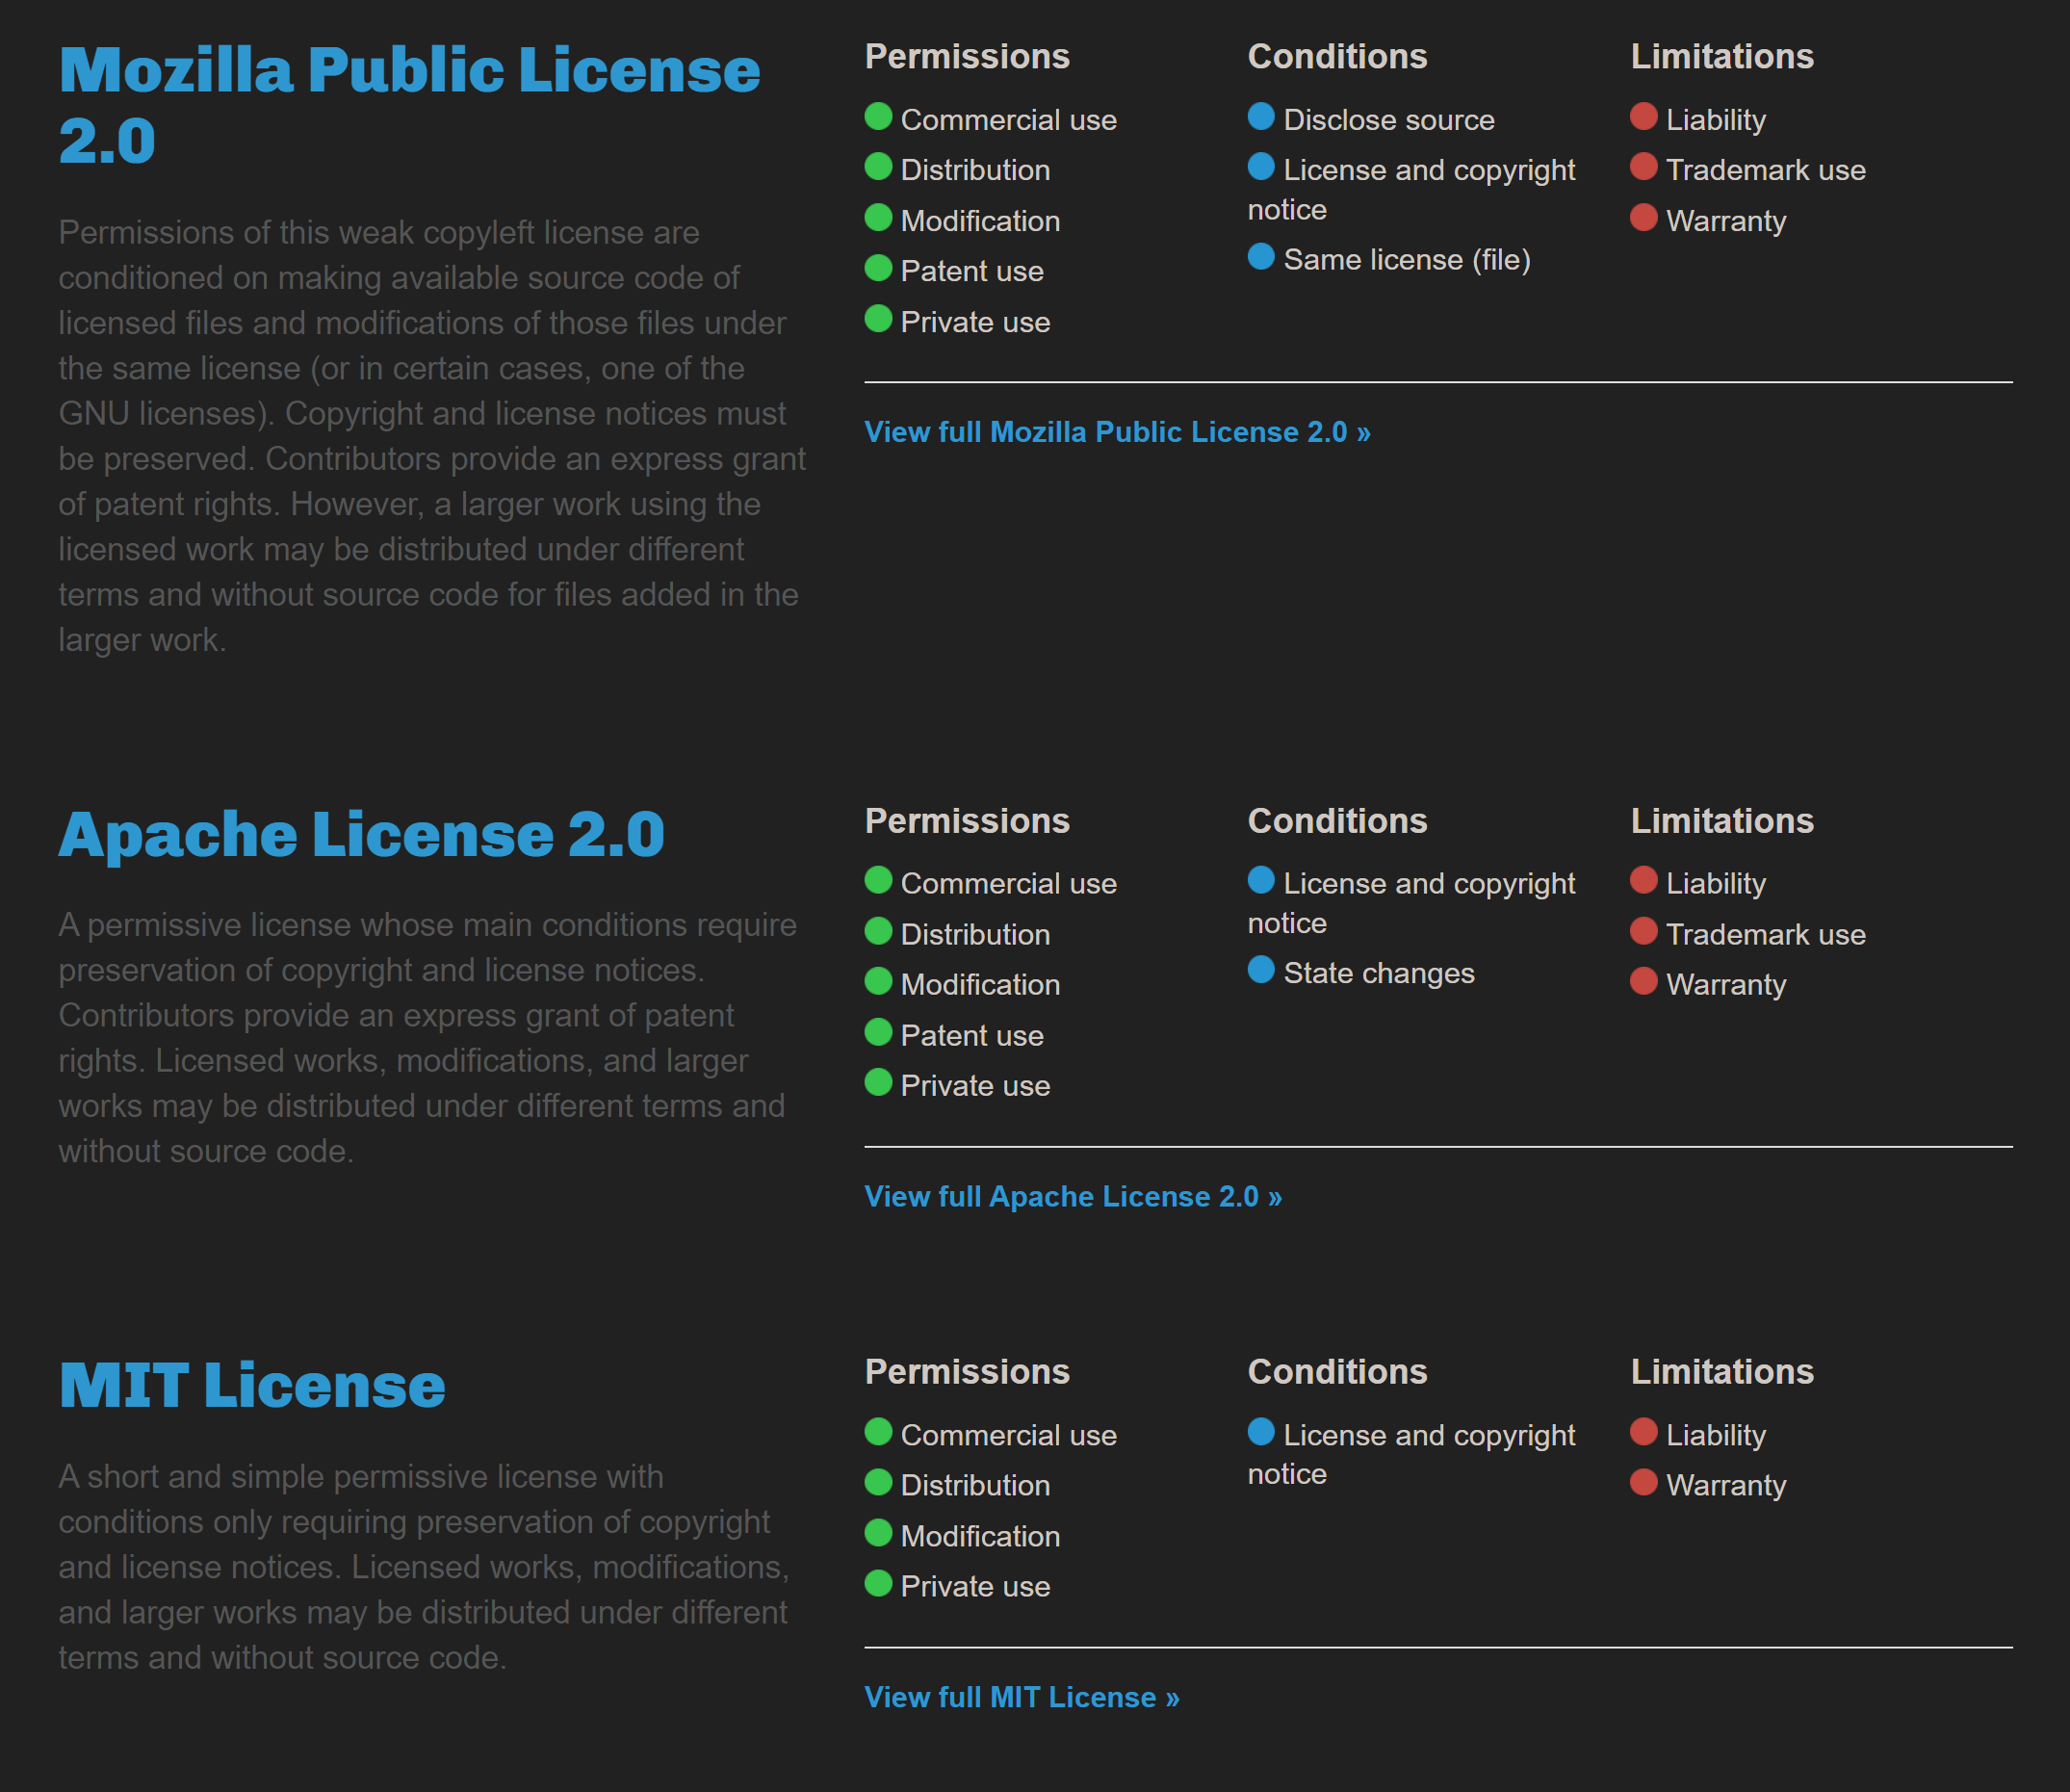 Mozilla Public License
2.0
Permissions of this weak copyleft license are
conditioned on making available source code of
licensed files and modifications of those files under
the same license (or in certain cases, one of the
GNU licenses). Copyright and license notices must
be preserved. Contributors provide an express grant
of patent rights. However, a larger work using the
licensed work may be distributed under different
terms and without source code for files added in the
larger work.
Permissions
Commercial use
Distribution
Modification
Patent use
Private use
Conditions
Disclose source
License and copyright
notice
Same license (file)
Limitations
Liability
Trademark use
Warranty
View full Mozilla Public License 2.0 »
Apache License 2.0
A permissive license whose main conditions require
preservation of copyright and license notices.
Contributors provide an express grant of patent
rights. Licensed works, modifications, and larger
works may be distributed under different terms and
without source code.
Permissions
Commercial use
Distribution
Modification
Patent use
Private use
Conditions
License and copyright
notice
State changes
Limitations
Liability
Trademark use
Warranty
View full Apache License 2.0 »
MIT License
A short and simple permissive license with
conditions only requiring preservation of copyright
and license notices. Licensed works, modifications,
and larger works may be distributed under different
terms and without source code.
Permissions
Commercial use
Distribution
Modification
Private use
Conditions
License and copyright
notice
Limitations
Liability
Warranty
View full MIT License »